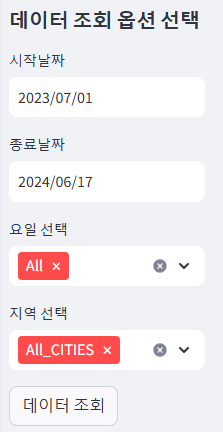 데이터 조회 옵션 선택
시작날짜
2023/07/01
종료날짜
2024/06/17
요일 선택
All
지역 선택
All_CITIES
데이터 조회